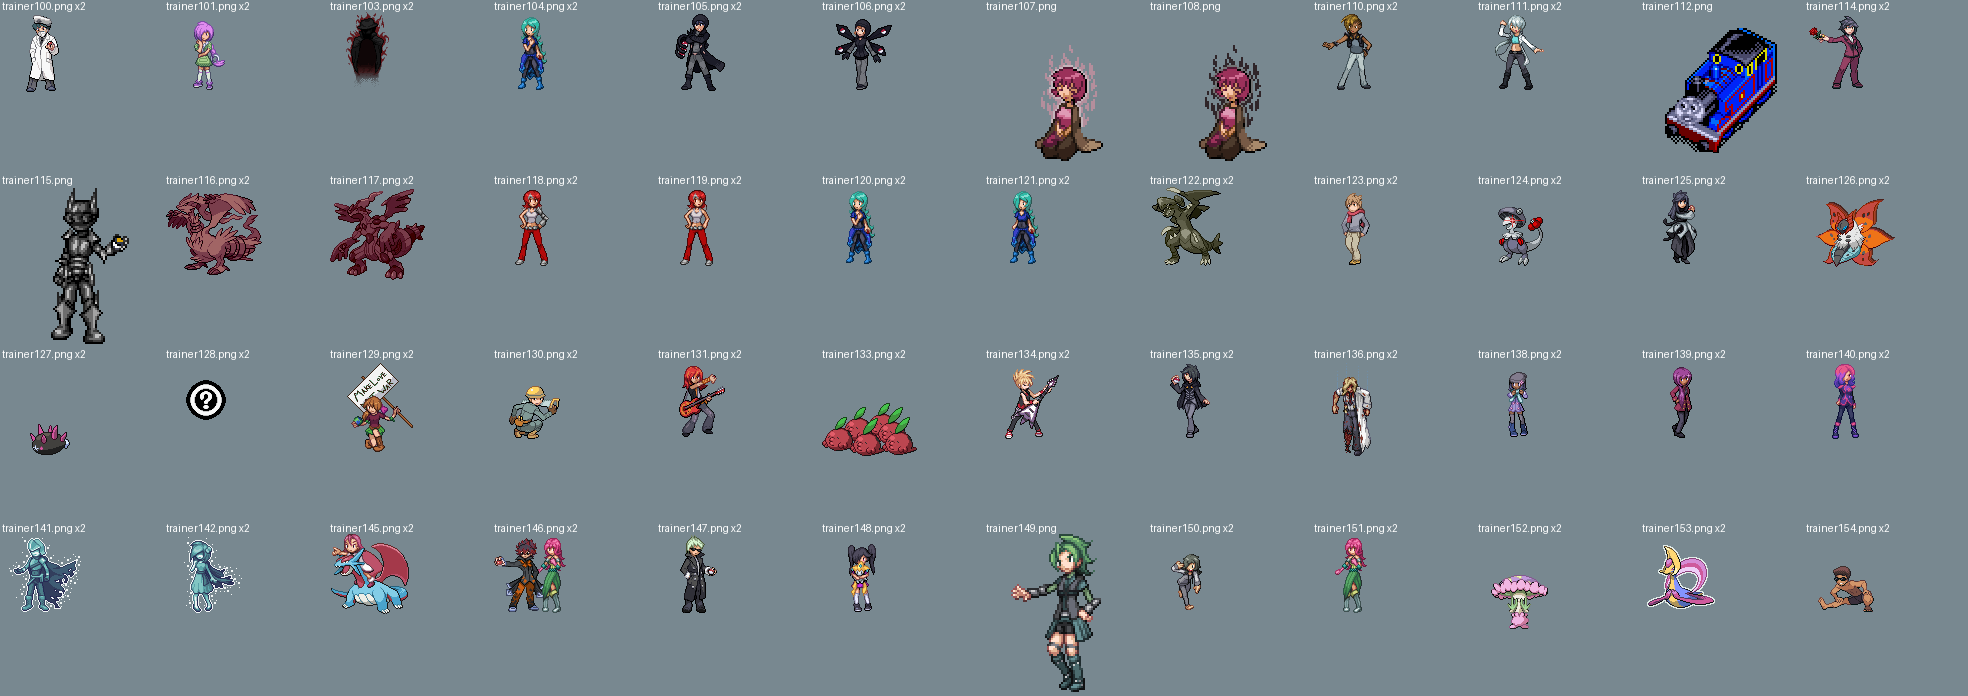 trainer100.png x2 trainer101.png x2 trainer103.png x2 trainer104.png x2 trainer105.png x2 trainer106.png x2 trainer107.png trainer108.png trainer110.png x2 trainer111.png x2 trainer112.png trainer114.png x2
trainer115.png trainer116.png x2 trainer117.png x2 trainer118.png x2 trainer119.png x2 trainer120.png x2 trainer121.png x2 trainer122.png x2 trainer123.png x2 trainer124.png x2 trainer125.png x2 trainer126.png x2
trainer127.png x2 trainer128.png x2 trainer129.png x2 trainer130.png x2 trainer131.png x2 trainer133.png x2 trainer134.png x2 trainer135.png x2 trainer136.png x2 trainer138.png x2 trainer139.png x2 trainer140.png x2
?
MAKE LOVE
WAR
trainer141.png x2 trainer142.png x2 trainer145.png x2 trainer146.png x2 trainer147.png x2 trainer148.png x2 trainer149.png trainer150.png x2 trainer151.png x2 trainer152.png x2 trainer153.png x2 trainer154.png x2